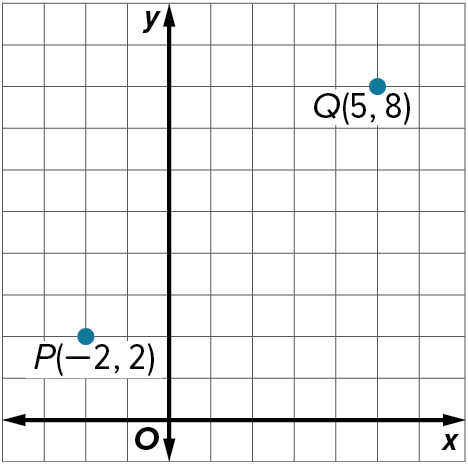 y
Q(5, 8)
P(−2, 2)
O
x